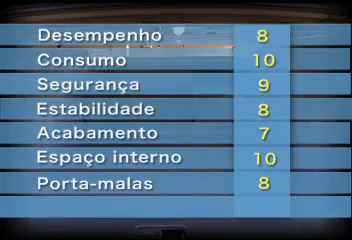 Desempenho 8
Consumo 10
Segurança 9
Estabilidade 8
Acabamento 7
Espaço interno 10
Porta-malas 8